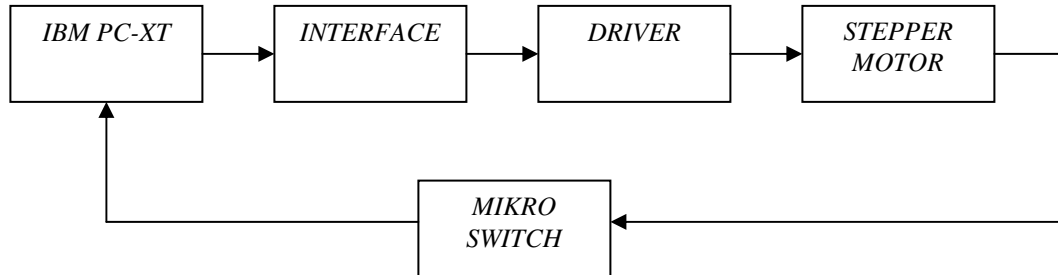 IBM PC-XT
INTERFACE
DRIVER
STEPPER
MOTOR
MIKRO
SWITCH